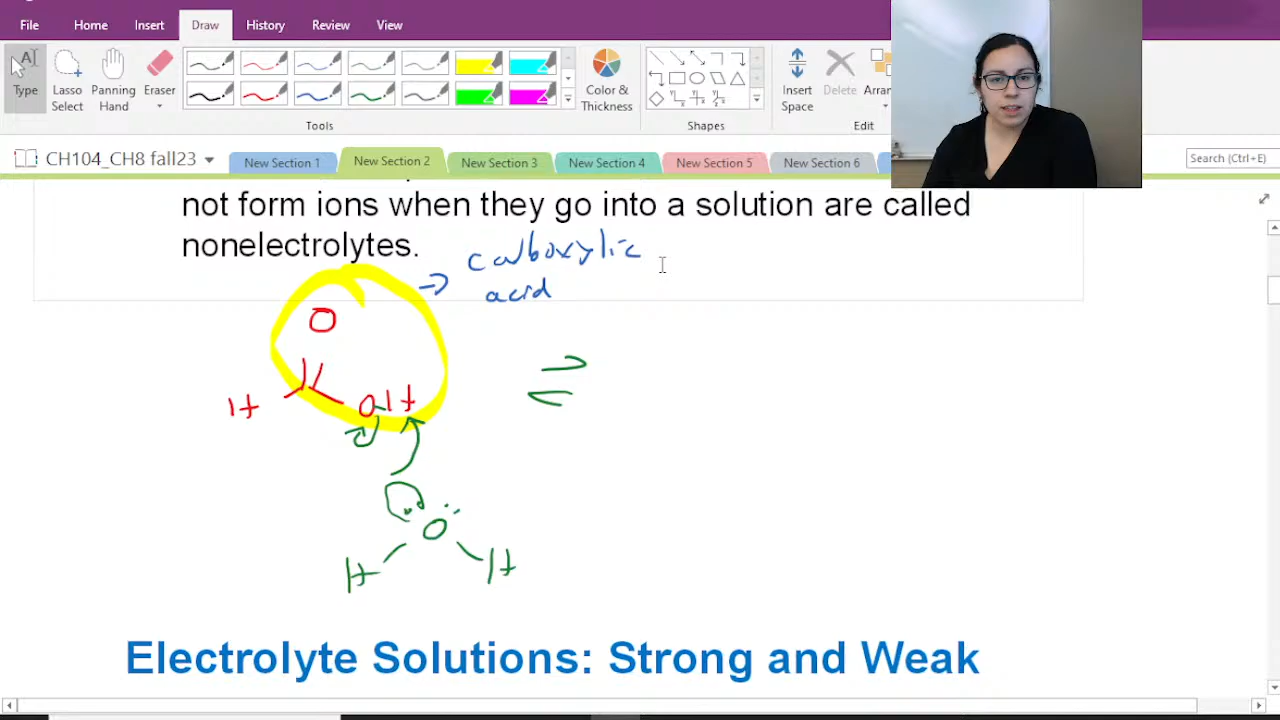 File Home Insert Draw History Review View
Type
Lasso Select
Panning Hand
Eraser
Color & Thickness
Insert Space
Delete
Arran
Tools
Shapes
Edit
CH104_CH8 fall23
New Section 1
New Section 2
New Section 3
New Section 4
New Section 5
New Section 6
Search (Ctrl+E)
not form ions when they go into a solution are called
nonelectrolytes.
carboxylic
acid
O
H
OH
O
H H
Electrolyte Solutions: Strong and Weak